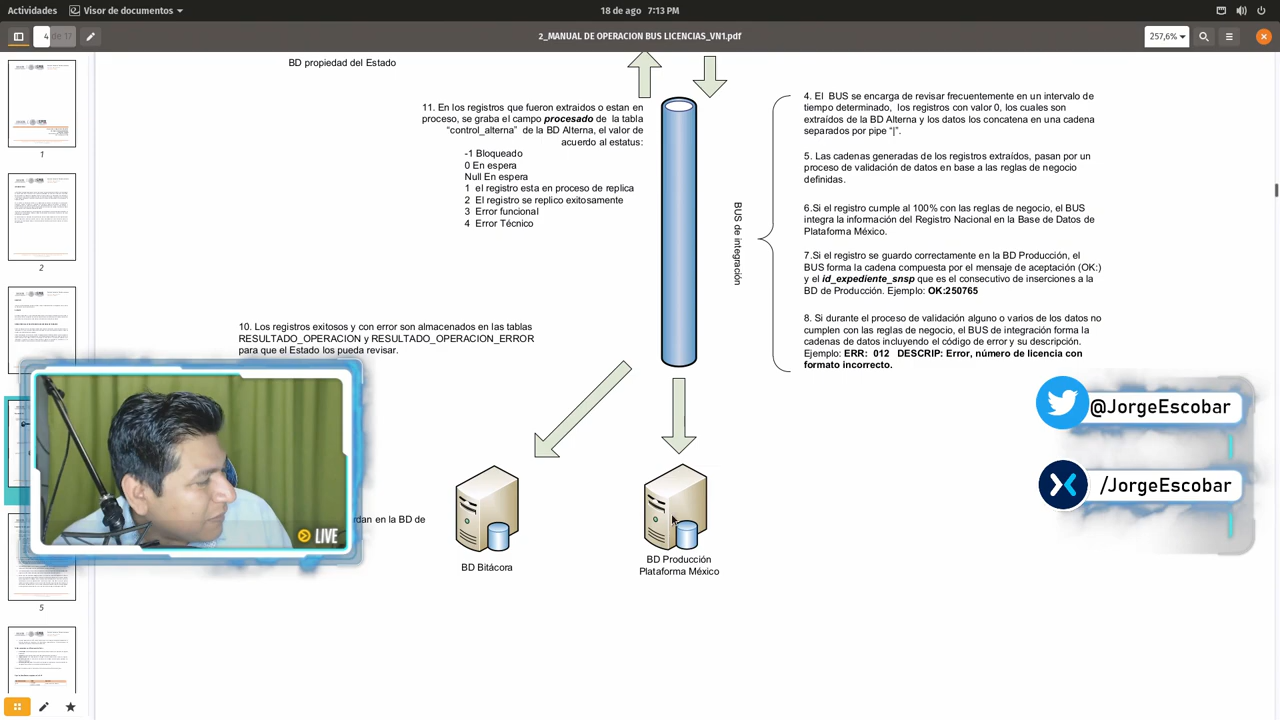 Actividades
Visor de documentos
18 de ago 7:13 PM
4 de 17
2_MANUAL DE OPERACION BUS LICENCIAS_VN1.pdf
257,6%
BD propiedad del Estado
11. En los registros que fueron extraidos o estan en
proceso, se graba el campo procesado de la tabla
“control_alterna” de la BD Alterna, el valor de
acuerdo al estatus:
-1 Bloqueado
0 En espera
Null En espera
1 el registro esta en proceso de replica
2 El registro se replico exitosamente
3 Error funcional
4 Error Técnico
BUS de integración
4. El BUS se encarga de revisar frecuentemente en un intervalo de
tiempo determinado, los registros con valor 0, los cuales son
extraídos de la BD Alterna y los datos los concatena en una cadena
separados por pipe “|”.
5. Las cadenas generadas de los registros extraídos, pasan por un
proceso de validación de datos en base a las reglas de negocio
definidas.
6.Si el registro cumple al 100% con las reglas de negocio, el BUS
integra la información del Registro Nacional en la Base de Datos de
Plataforma México.
7.Si el registro se guardo correctamente en la BD Producción, el
BUS forma la cadena compuesta por el mensaje de aceptación (OK:)
y el id_expediente_snsp que es el consecutivo de inserciones a la
BD de Producción. Ejemplo: OK:250765
8. Si durante el proceso de validación alguno o varios de los datos no
cumplen con las reglas de negocio, el BUS de integración forma la
cadenas de datos incluyendo el código de error y su descripción.
Ejemplo: ERR: 012 DESCRIP: Error, número de licencia con
formato incorrecto.
10. Los registros exitosos y con error son almacenados en las tablas
RESULTADO_OPERACION y RESULTADO_OPERACION_ERROR
para que el Estado los pueda revisar.
en la BD de
BD Bitácora
BD Producción
Plataforma México
LIVE
@JorgeEscobar
/JorgeEscobar
1
2
5